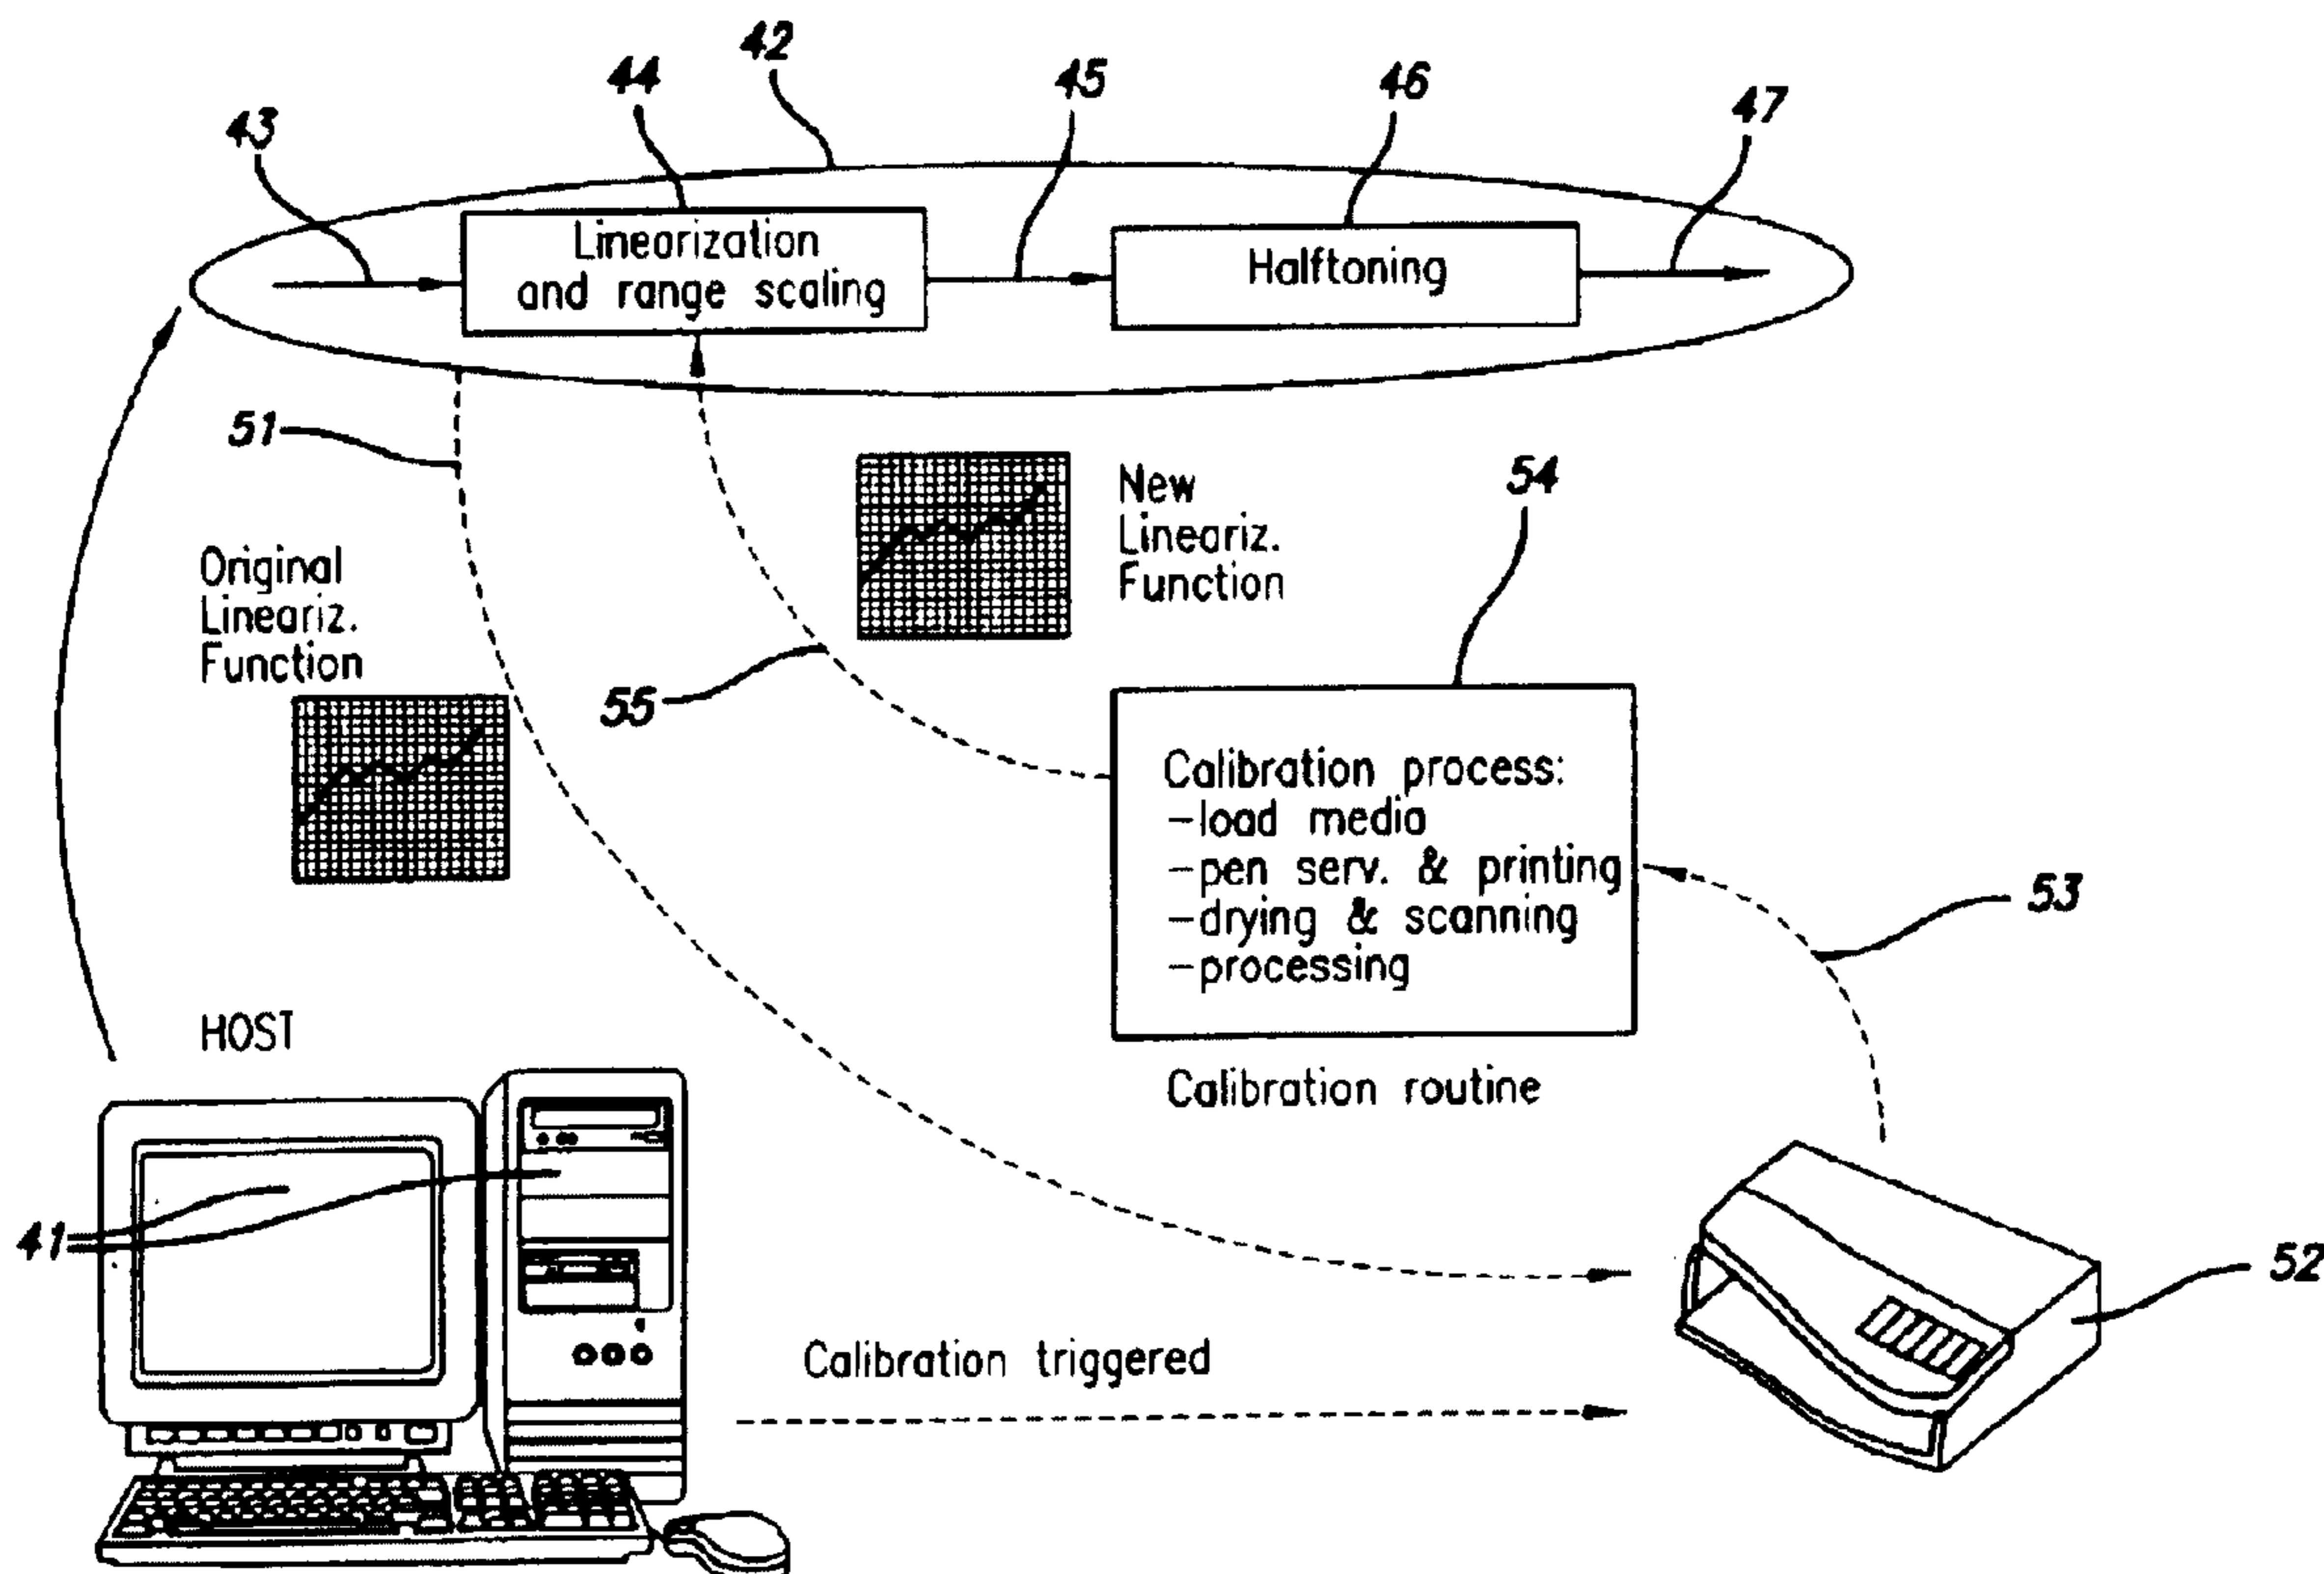 42
44
45
46
43
47
Linearization
and range scaling
Halftoning
51
54
New
Lineariz.
Function
Original
Lineariz.
Function
55
Calibration process:
-load media
-pen serv. & printing
-drying & scanning
-processing
53
HOST
Calibration routine
41
52
Calibration triggered